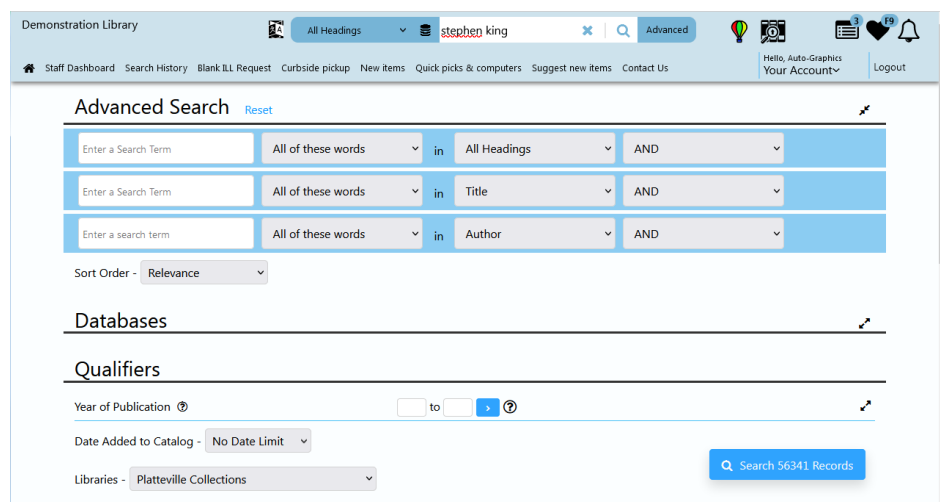 Demonstration Library
All Headings
stephen king
Advanced
3
F9
Staff Dashboard Search History Blank ILL Request Curbside pickup New items Quick picks & computers Suggest new items Contact Us
Hello, Auto-Graphics
Your Account
Logout
Advanced Search Reset
Enter a Search Term All of these words in All Headings AND
Enter a Search Term All of these words in Title AND
Enter a search term All of these words in Author AND
Sort Order - Relevance
Databases
Qualifiers
Year of Publication ? to > ?
Date Added to Catalog - No Date Limit
Search 56341 Records
Libraries - Platteville Collections